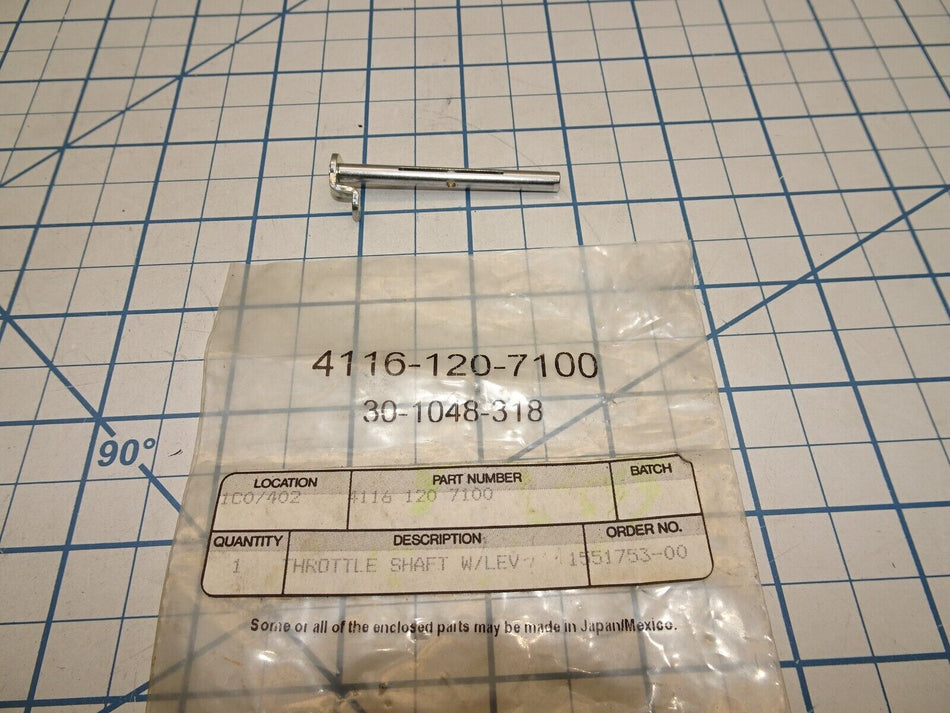 4116-120-7100
30-1048-318
LOCATION PART NUMBER BATCH
1C0/402 4116 120 7100
QUANTITY DESCRIPTION ORDER NO.
1 THROTTLE SHAFT W/LEV 1551753-00
Some or all of the enclosed parts may be made in Japan/Mexico.
90°